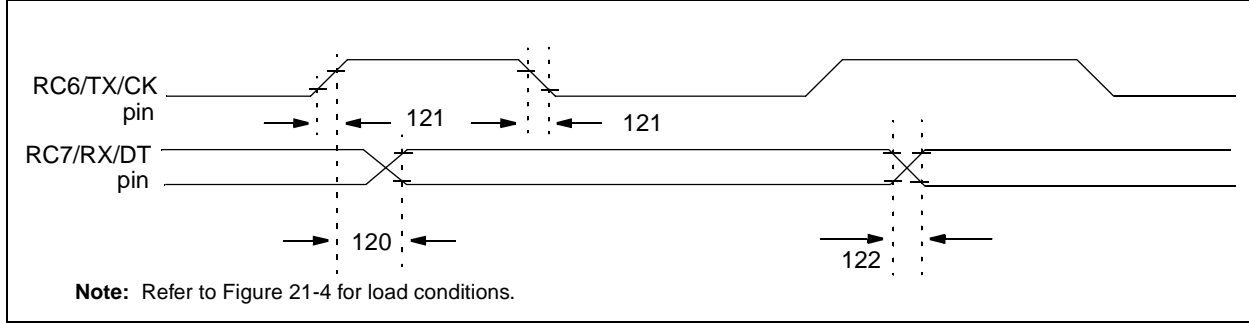 RC6/TX/CK
pin
121
121
RC7/RX/DT
pin
120
122
Note: Refer to Figure 21-4 for load conditions.